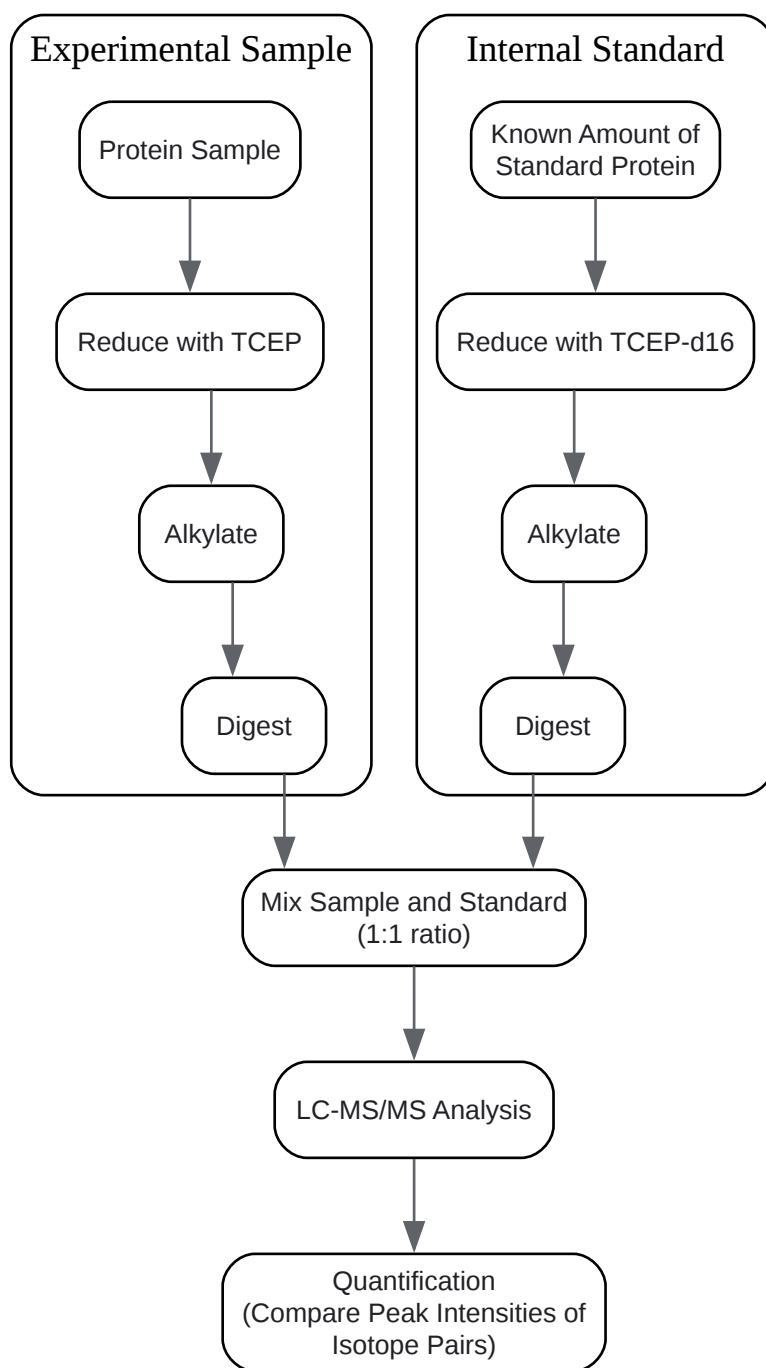 Experimental Sample
Protein Sample
Reduce with TCEP
Alkylate
Digest
Internal Standard
Known Amount of
Standard Protein
Reduce with TCEP-d16
Alkylate
Digest
Mix Sample and Standard
(1:1 ratio)
LC-MS/MS Analysis
Quantification
(Compare Peak Intensities of
Isotope Pairs)